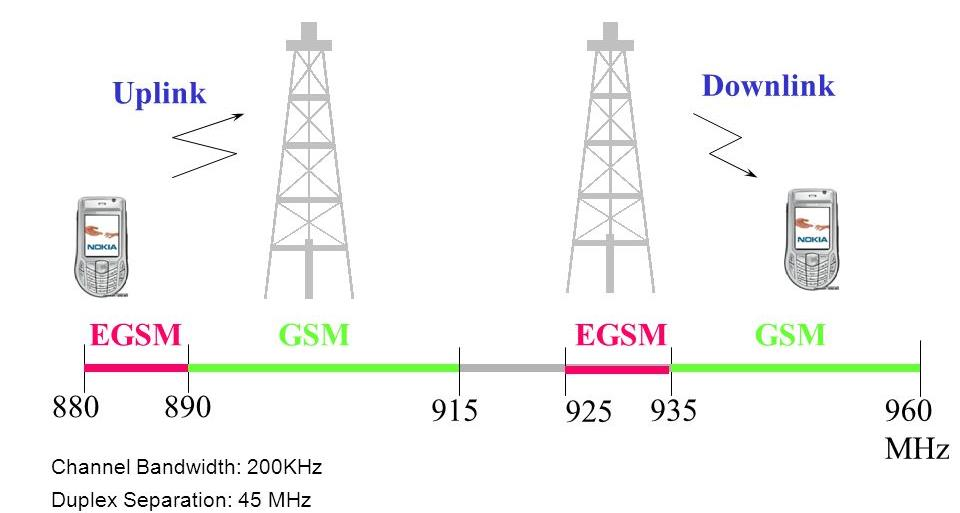 Uplink
Downlink
NOKIA
NOKIA
EGSM GSM EGSM GSM
880 890 915 925 935 960
MHz
Channel Bandwidth: 200KHz
Duplex Separation: 45 MHz